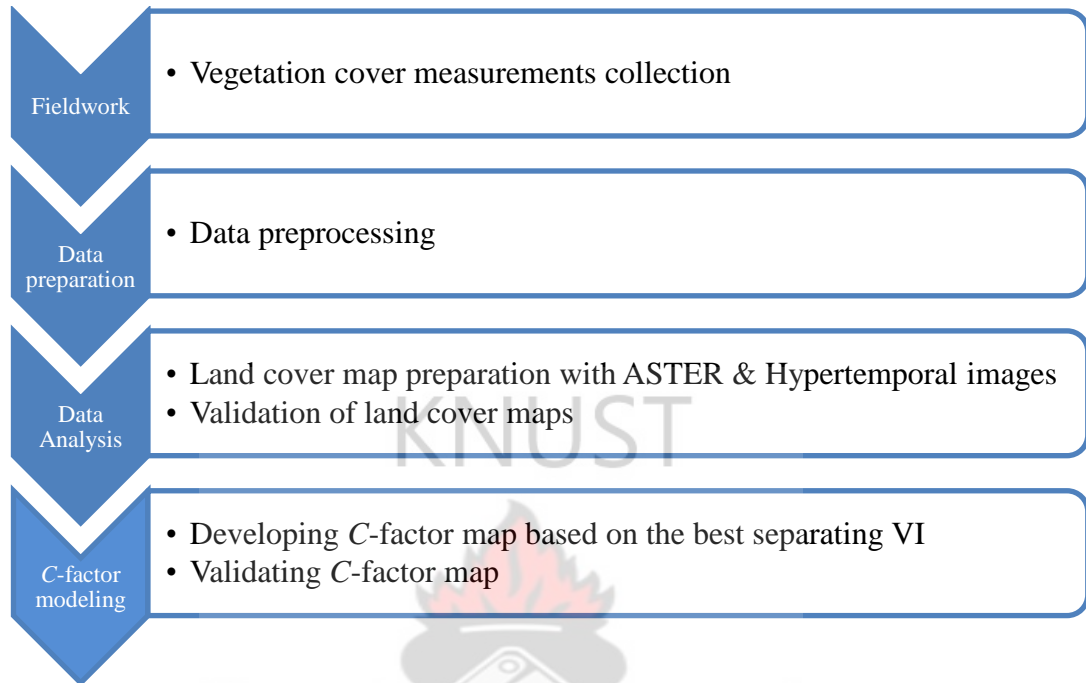 Fieldwork
• Vegetation cover measurements collection
Data
preparation
• Data preprocessing
Data
Analysis
• Land cover map preparation with ASTER & Hypertemporal images
• Validation of land cover maps
KNUST
C-factor
modeling
• Developing C-factor map based on the best separating VI
• Validating C-factor map